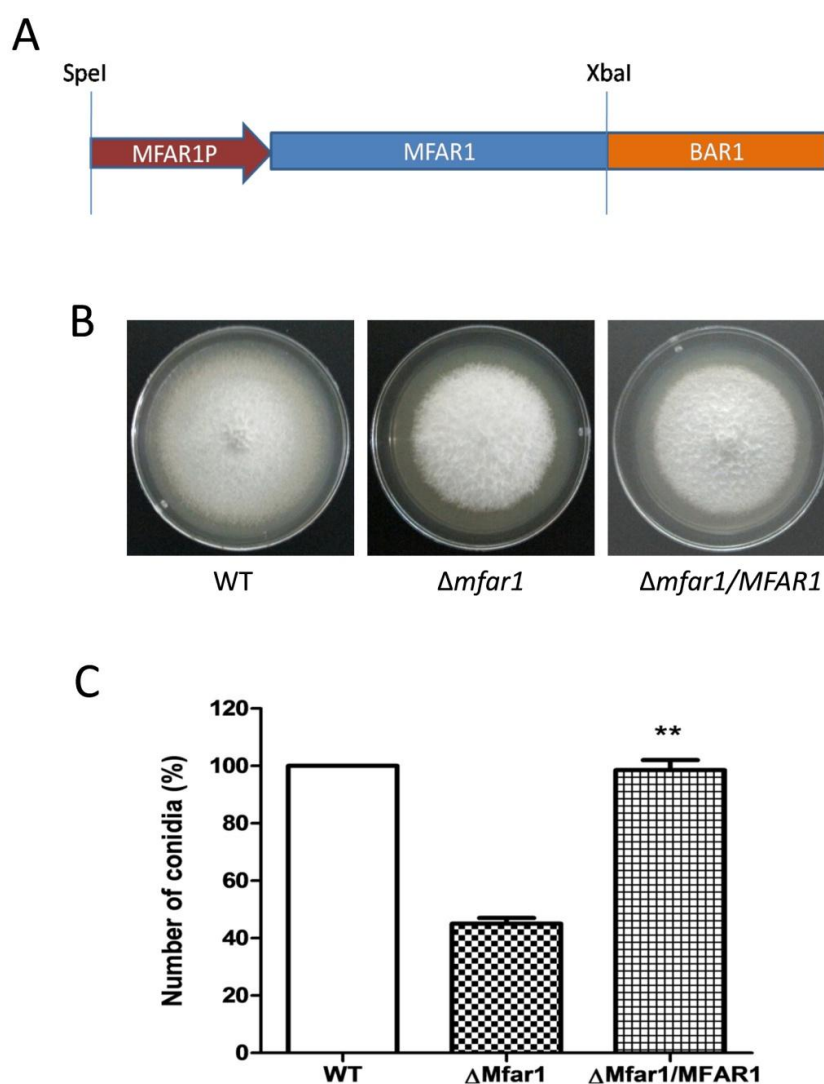 A
SpeI XbaI
MFAR1P MFAR1 BAR1
B
WT Δmfar1 Δmfar1/MFAR1
C
Number of conidia (%)
120
100
80
60
40
20
0
**
WT ΔMfar1 ΔMfar1/MFAR1